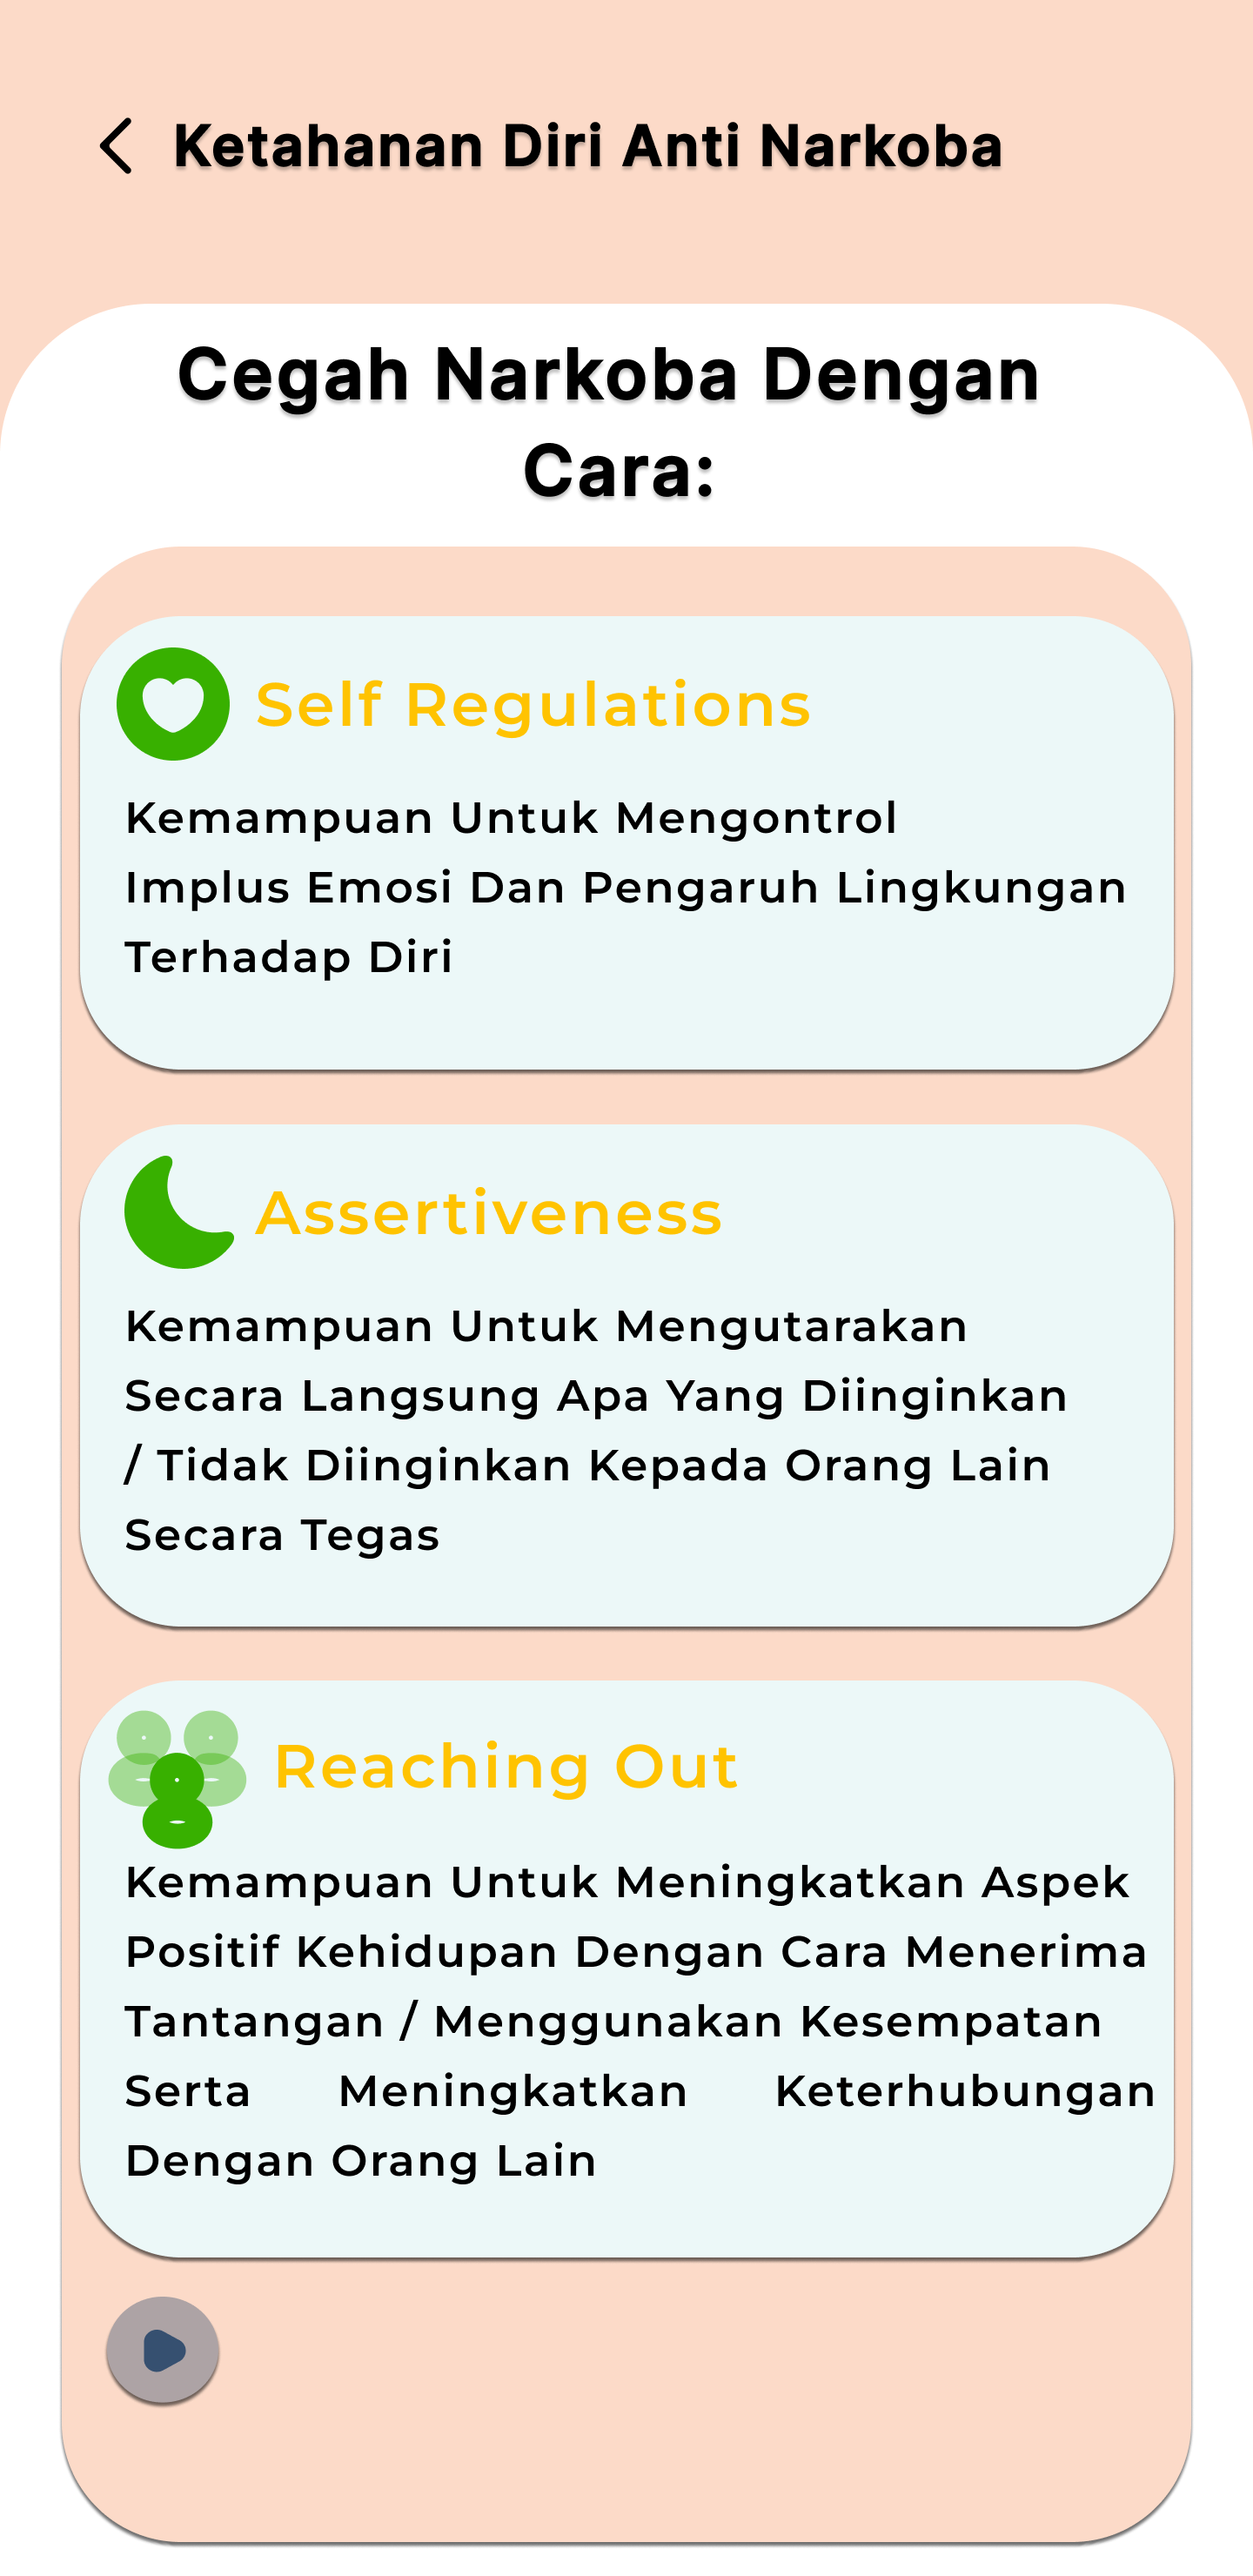 Ketahanan Diri Anti Narkoba
Cegah Narkoba Dengan
Cara:
Self Regulations
Kemampuan Untuk Mengontrol
Implus Emosi Dan Pengaruh Lingkungan
Terhadap Diri
Assertiveness
Kemampuan Untuk Mengutarakan
Secara Langsung Apa Yang Diinginkan
/ Tidak Diinginkan Kepada Orang Lain
Secara Tegas
Reaching Out
Kemampuan Untuk Meningkatkan Aspek
Positif Kehidupan Dengan Cara Menerima
Tantangan / Menggunakan Kesempatan
Serta Meningkatkan Keterhubungan
Dengan Orang Lain